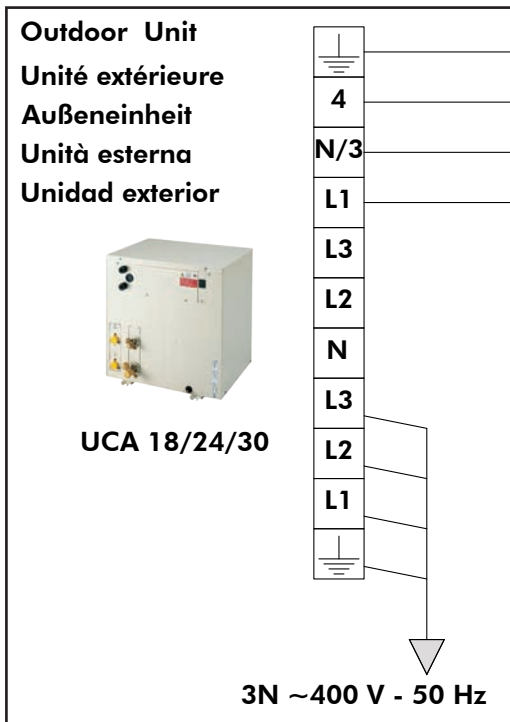 Outdoor Unit
Unité extérieure
Außeneinheit
Unità esterna
Unidad exterior
UCA 18/24/30
4
N/3
L1
L3
L2
N
L3
L2
L1
3N ~400 V - 50 Hz